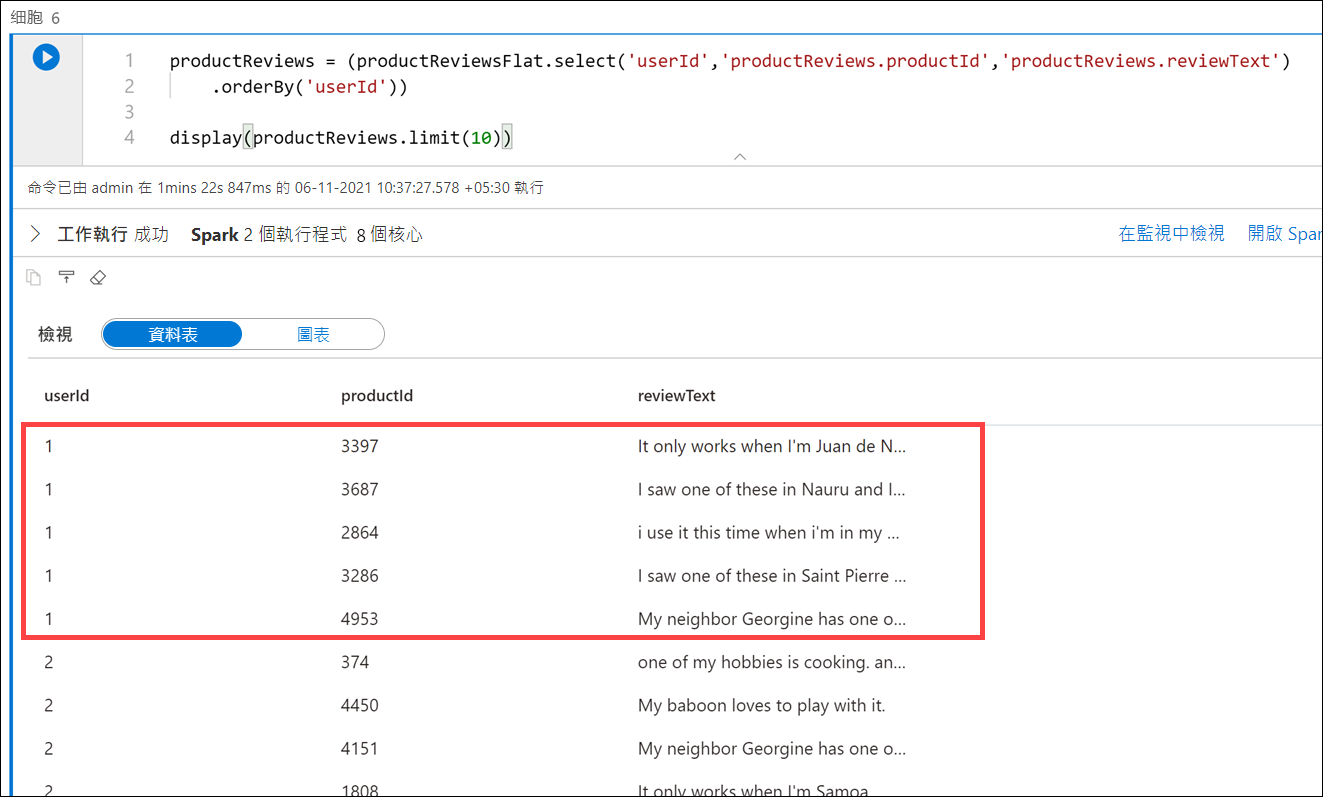 细胞 6
1 productReviews = (productReviewsFlat.select('userId','productReviews.productId','productReviews.reviewText')
2 .orderBy('userId'))
3
4 display(productReviews.limit(10))
命令已由 admin 在 1mins 22s 847ms 的 06-11-2021 10:37:27.578 +05:30 執行
工作執行 成功 Spark 2 個執行程式 8 個核心 在監視中檢視 開啟 Spar
檢視 資料表 圖表
userId productId reviewText
1 3397 It only works when I'm Juan de N...
1 3687 I saw one of these in Nauru and I...
1 2864 i use it this time when i'm in my ...
1 3286 I saw one of these in Saint Pierre ...
1 4953 My neighbor Georgine has one o...
2 374 one of my hobbies is cooking. an...
2 4450 My baboon loves to play with it.
2 4151 My neighbor Georgine has one o...
2 1808 It only works when I'm Samoa